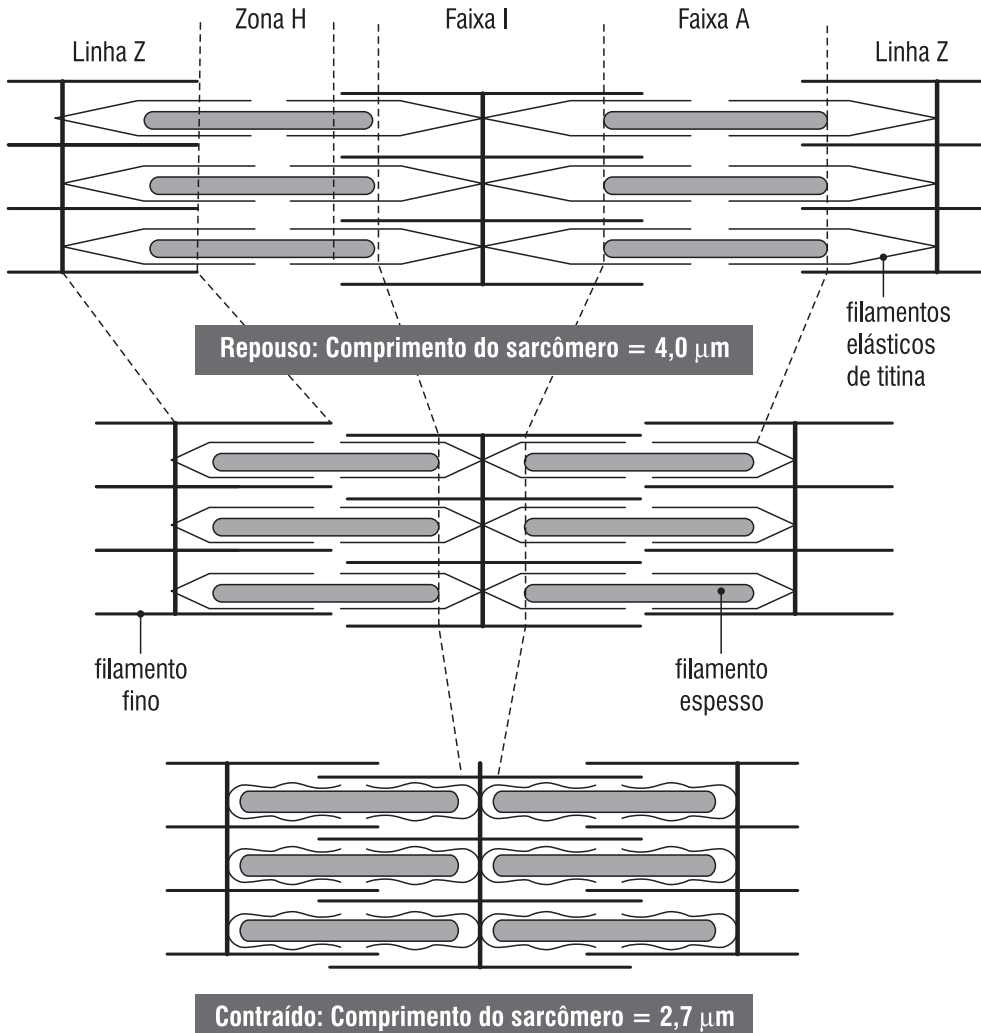 Zona H
Faixa I
Faixa A
Linha Z
Linha Z
filamentos
elásticos
de titina
Repouso: Comprimento do sarcômero = 4,0 μm
filamento
fino
filamento
espesso
Contraído: Comprimento do sarcômero = 2,7 μm